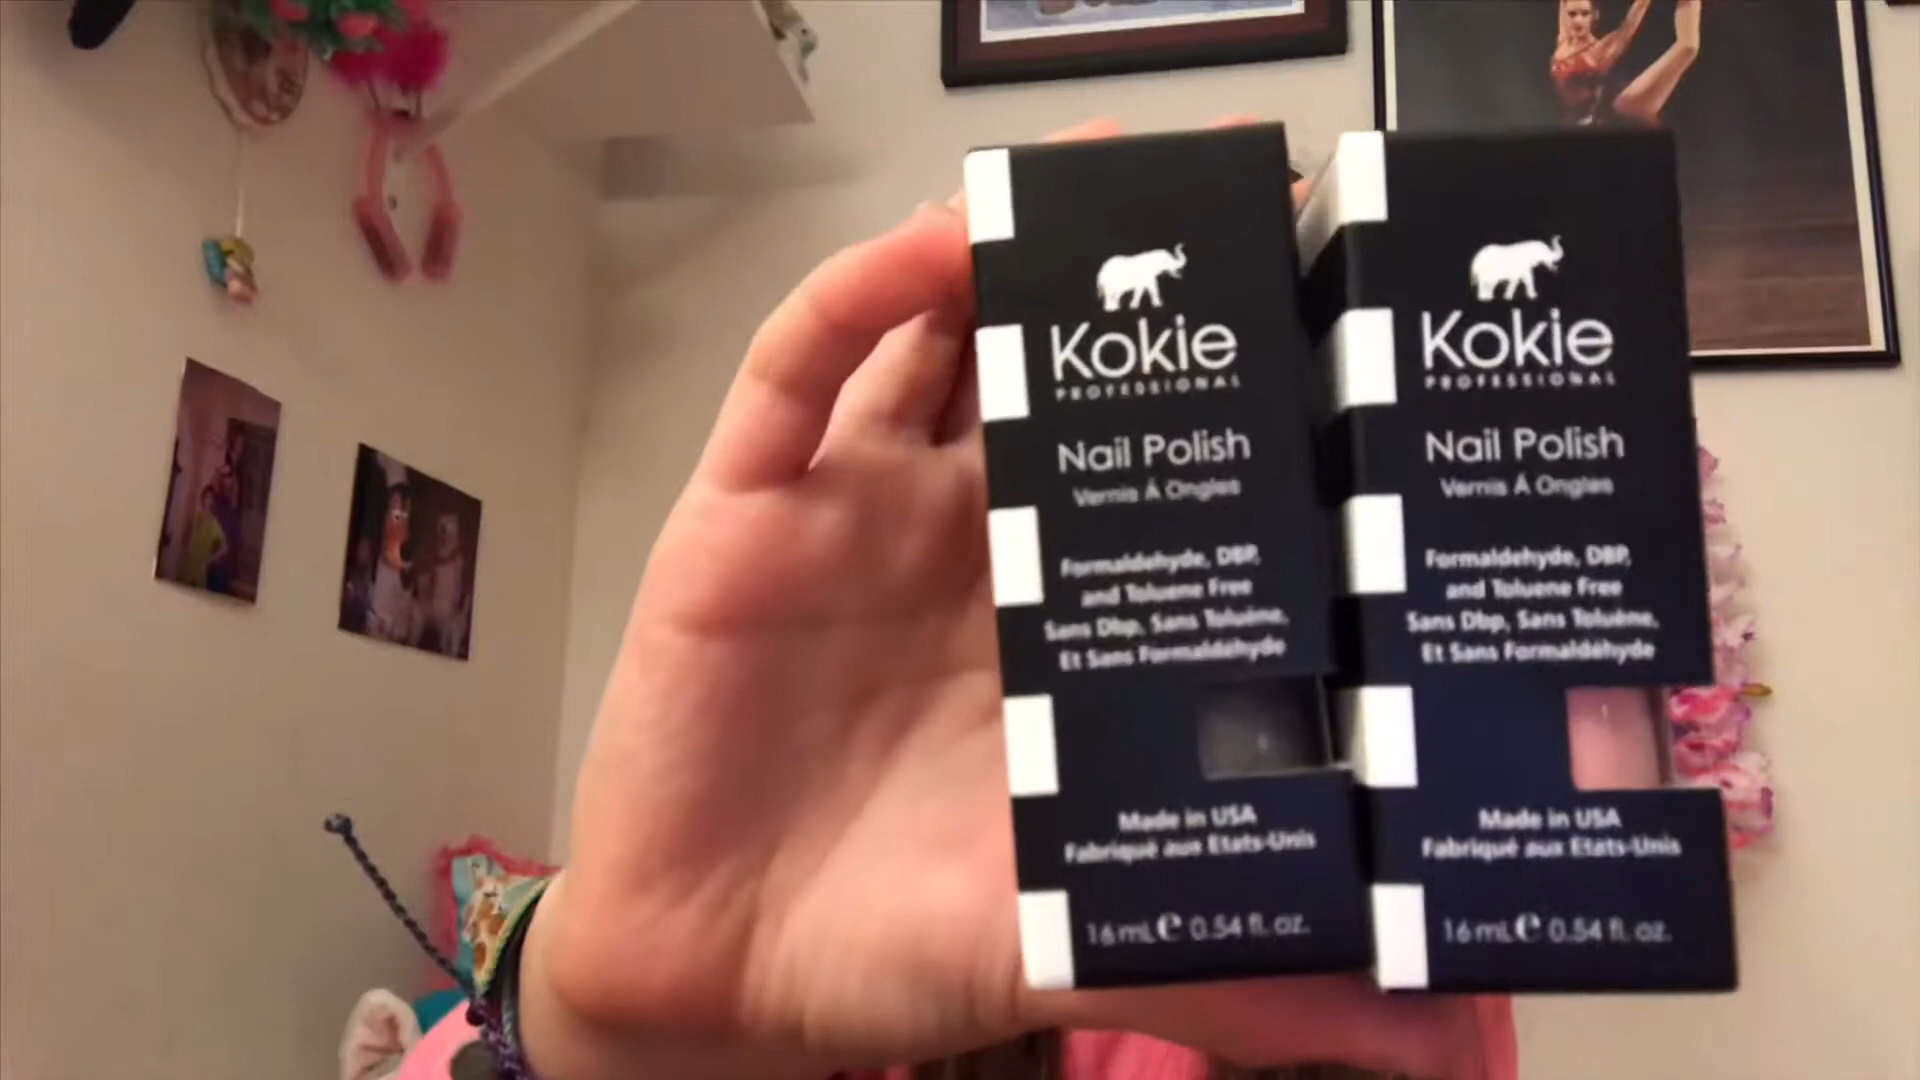 Kokie
PROFESSIONAL
Nail Polish
Vernis Á Ongles
Formaldehyde, DBP,
and Toluene Free
Sans Dbp, Sans Toluéne,
Et Sans Formaldéhyde
Made in USA
Fabriqué aux Etats-Unis
16 mL e 0.54 fl. oz.
Kokie
PROFESSIONAL
Nail Polish
Vernis Á Ongles
Formaldehyde, DBP,
and Toluene Free
Sans Dbp, Sans Toluéne,
Et Sans Formaldéhyde
Made in USA
Fabriqué aux Etats-Unis
16 mL e 0.54 fl. oz.